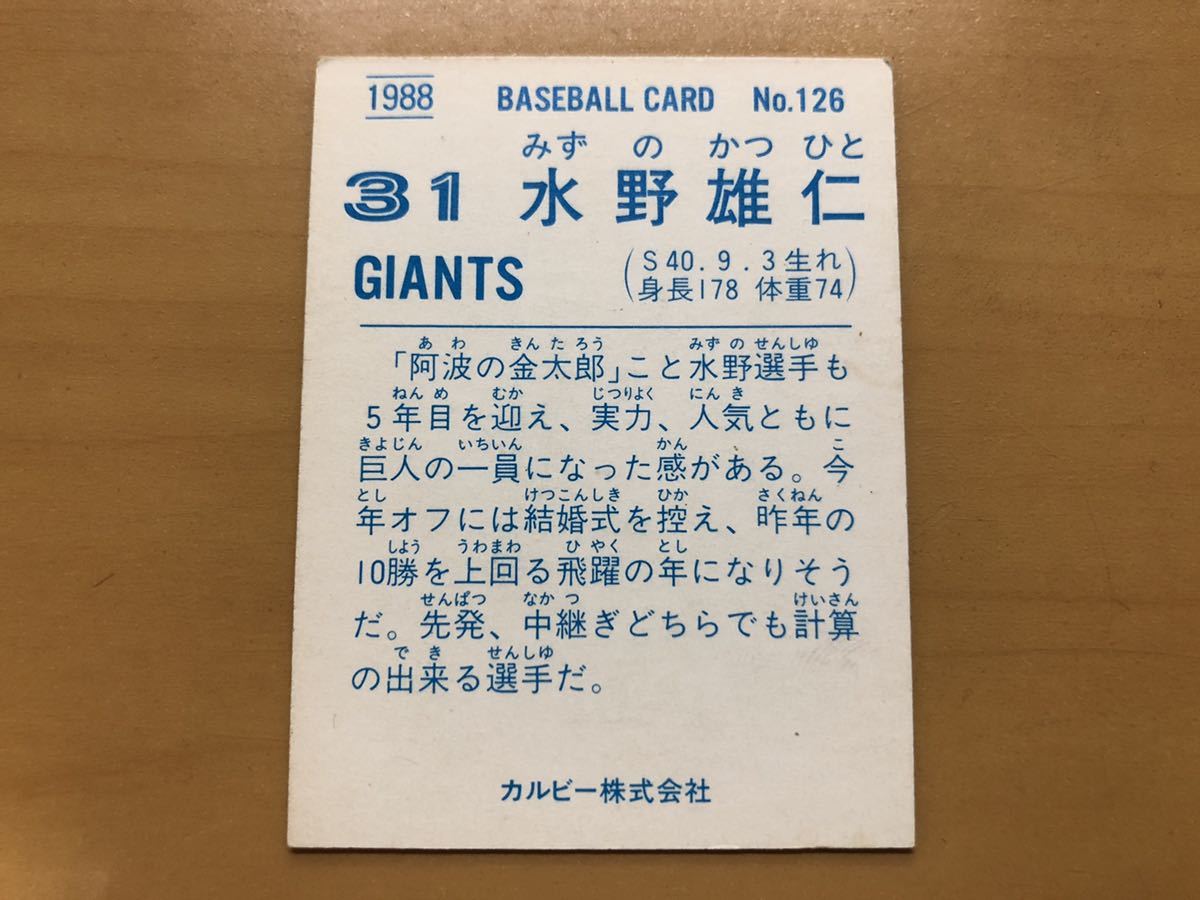 1988 BASEBALL CARD No.126
みず の かつ ひと
31 水野雄仁
GIANTS
(S40.9.3生れ
身長178 体重74)
あわ きんたろう みずのせんしゆ
「阿波の金太郎」こと水野選手も
ねんめ むか じつりよく にんき
5年目を迎え、実力、人気ともに
きよじん いちいん かん こ
巨人の一員になった感がある。今
とし けつこんしき ひか さくねん
年オフには結婚式を控え、昨年の
しよう うわまわ ひやく とし
10勝を上回る飛躍の年になりそう
せんぱつ なかつ けいさん
だ。先発、中継ぎどちらでも計算
でき せんしゆ
の出来る選手だ。
カルビー株式会社